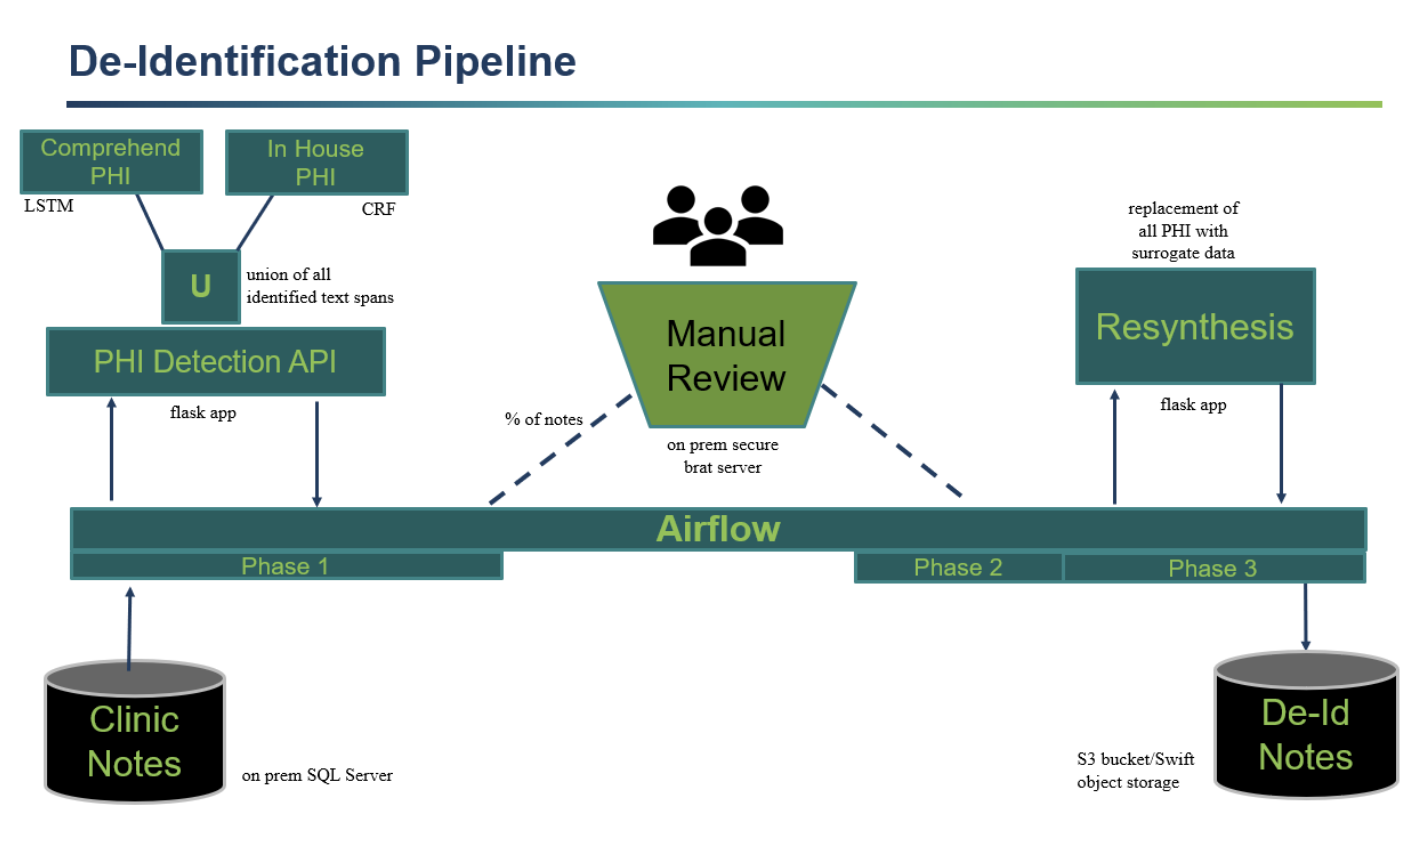 De-Identification Pipeline
Comprehend
PHI
LSTM
In House
PHI
CRF
U
union of all
identified text spans
PHI Detection API
flask app
% of notes
Manual
Review
on prem secure
brat server
replacement of
all PHI with
surrogate data
Resynthesis
flask app
Airflow
Phase 1
Phase 2
Phase 3
Clinic
Notes
on prem SQL Server
S3 bucket/Swift
object storage
De-Id
Notes